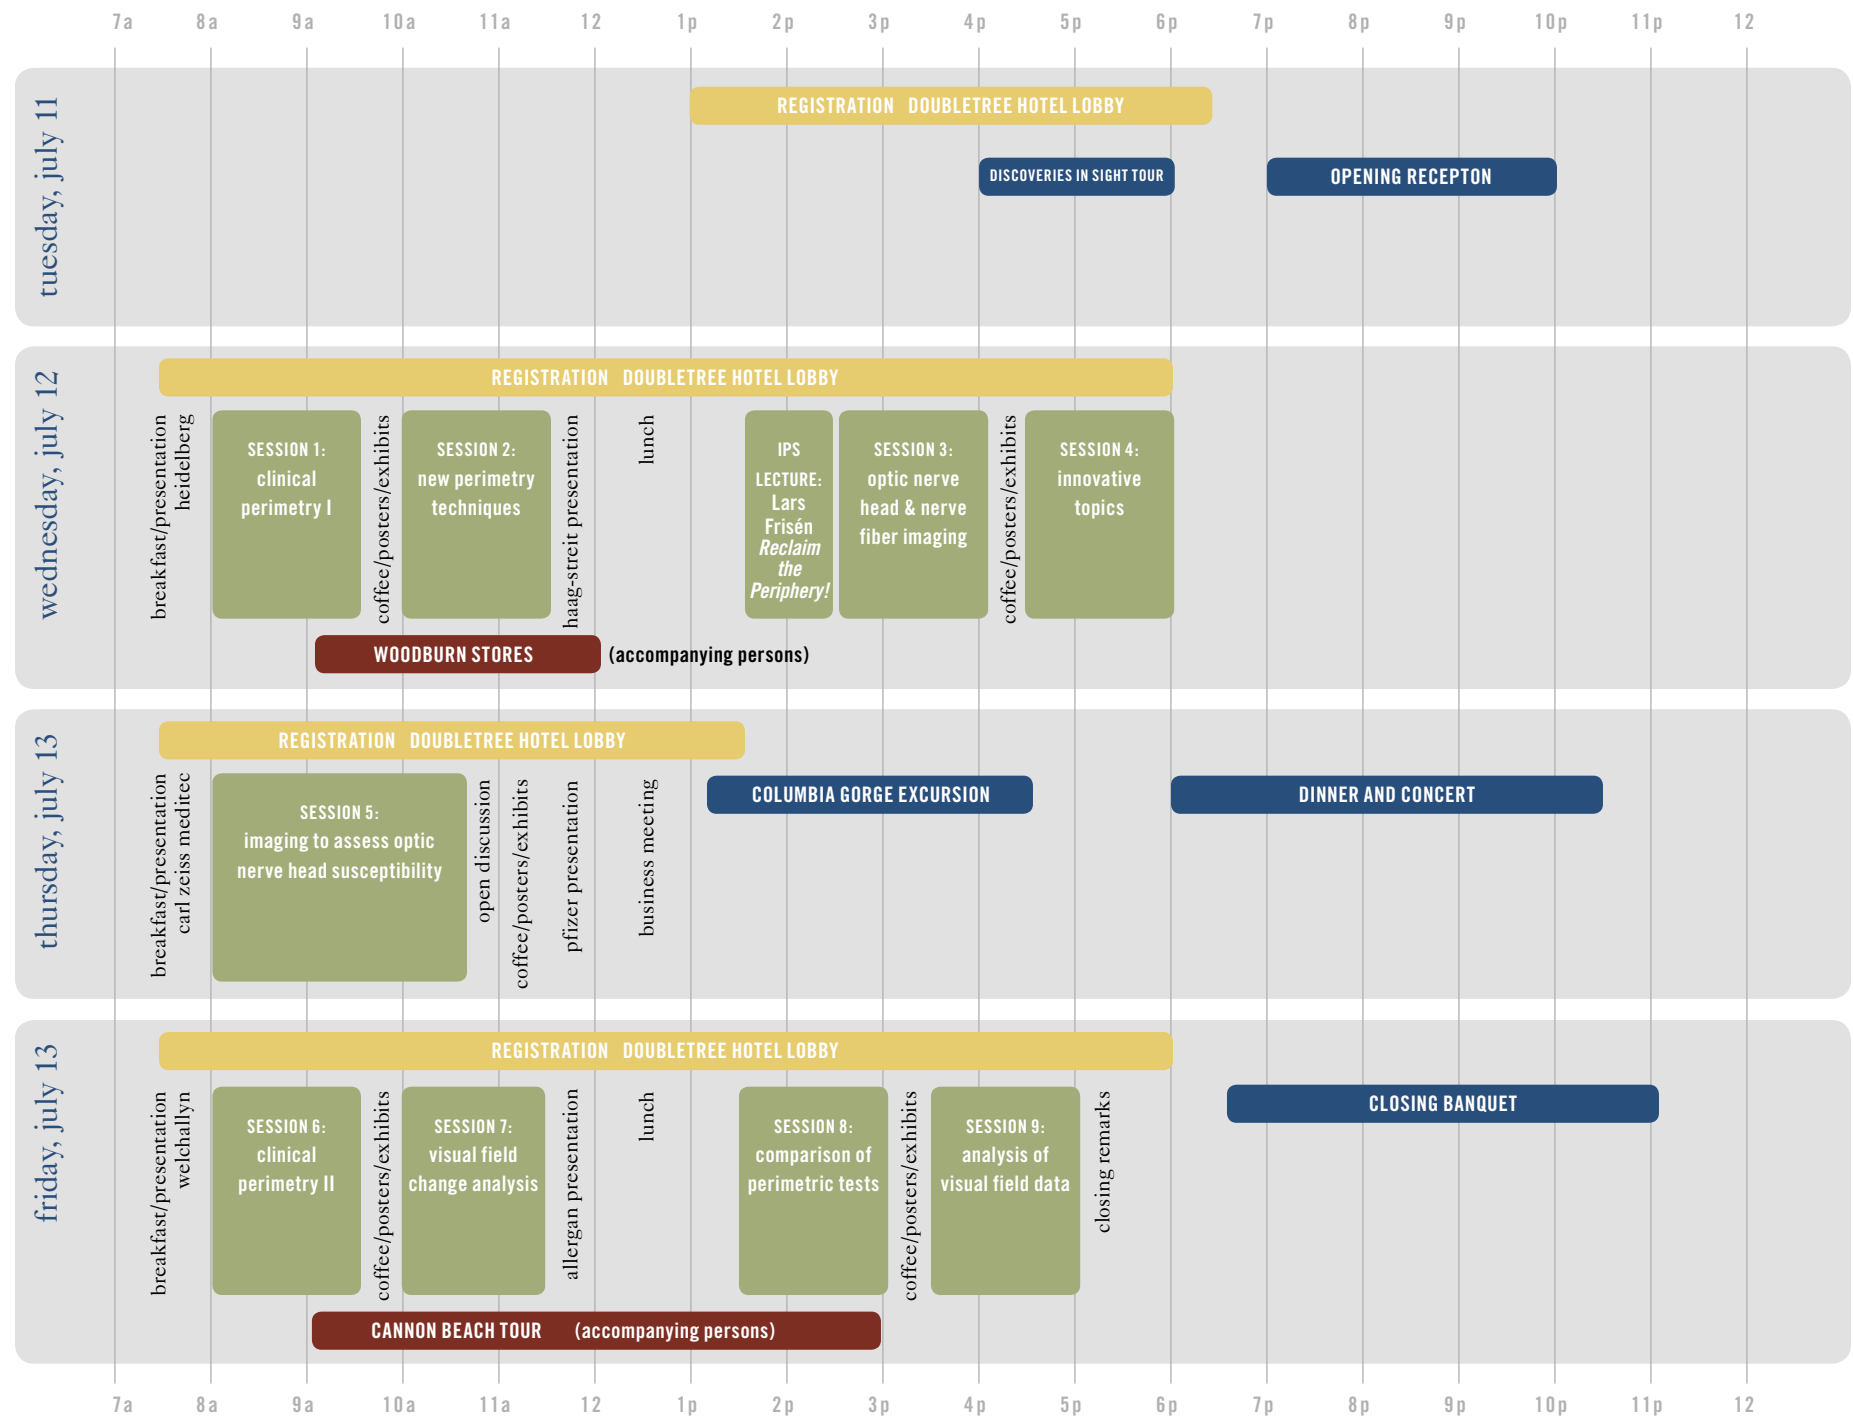 7a 8a 9a 10a 11a 12 1p 2p 3p 4p 5p 6p 7p 8p 9p 10p 11p 12
tuesday, july 11
REGISTRATION DOUBLETREE HOTEL LOBBY
DISCOVERIES IN SIGHT TOUR
OPENING RECEPTON
wednesday, july 12
REGISTRATION DOUBLETREE HOTEL LOBBY
breakfast/presentation
heidelberg
SESSION 1:
clinical
perimetry I
coffee/posters/exhibits
SESSION 2:
new perimetry
techniques
haag-streit presentation
lunch
IPS
LECTURE:
Lars
Frisén
Reclaim
the
Periphery!
SESSION 3:
optic nerve
head & nerve
fiber imaging
coffee/posters/exhibits
SESSION 4:
innovative
topics
WOODBURN STORES (accompanying persons)
thursday, july 13
REGISTRATION DOUBLETREE HOTEL LOBBY
breakfast/presentation
carl zeiss meditec
SESSION 5:
imaging to assess optic
nerve head susceptibility
open discussion
coffee/posters/exhibits
pfizer presentation
business meeting
COLUMBIA GORGE EXCURSION
DINNER AND CONCERT
friday, july 13
REGISTRATION DOUBLETREE HOTEL LOBBY
breakfast/presentation
welchallyn
SESSION 6:
clinical
perimetry II
coffee/posters/exhibits
SESSION 7:
visual field
change analysis
allergan presentation
lunch
SESSION 8:
comparison of
perimetric tests
coffee/posters/exhibits
SESSION 9:
analysis of
visual field data
closing remarks
CLOSING BANQUET
CANNON BEACH TOUR (accompanying persons)
7a 8a 9a 10a 11a 12 1p 2p 3p 4p 5p 6p 7p 8p 9p 10p 11p 12